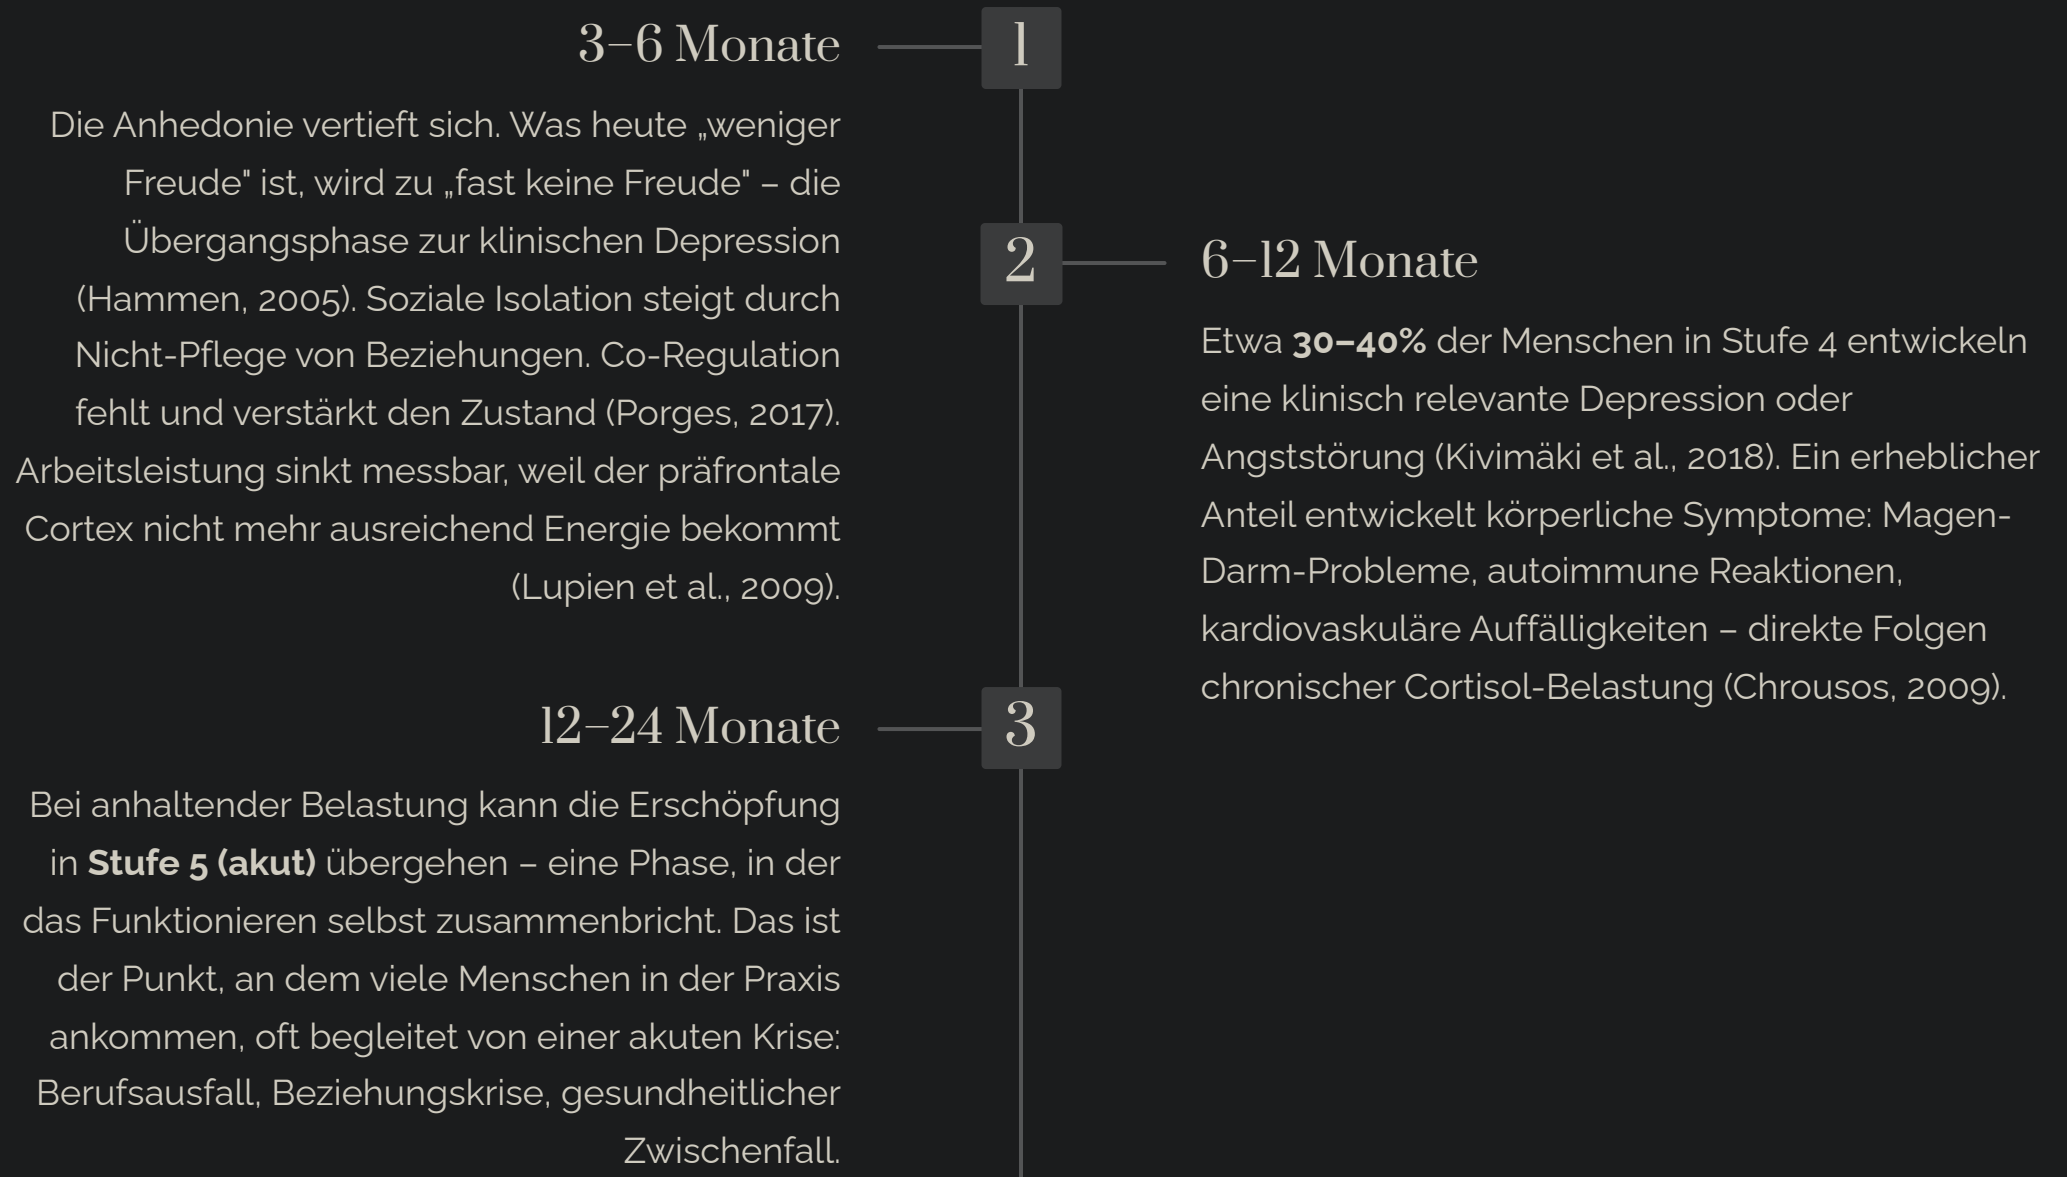 3–6 Monate
1
Die Anhedonie vertieft sich. Was heute „weniger
Freude" ist, wird zu „fast keine Freude" – die
Übergangsphase zur klinischen Depression
(Hammen, 2005). Soziale Isolation steigt durch
Nicht-Pflege von Beziehungen. Co-Regulation
fehlt und verstärkt den Zustand (Porges, 2017).
Arbeitsleistung sinkt messbar, weil der präfrontale
Cortex nicht mehr ausreichend Energie bekommt
(Lupien et al., 2009).
2
6–12 Monate
Etwa 30–40% der Menschen in Stufe 4 entwickeln
eine klinisch relevante Depression oder
Angststörung (Kivimäki et al., 2018). Ein erheblicher
Anteil entwickelt körperliche Symptome: Magen-
Darm-Probleme, autoimmune Reaktionen,
kardiovaskuläre Auffälligkeiten – direkte Folgen
chronischer Cortisol-Belastung (Chrousos, 2009).
12–24 Monate
3
Bei anhaltender Belastung kann die Erschöpfung
in Stufe 5 (akut) übergehen – eine Phase, in der
das Funktionieren selbst zusammenbricht. Das ist
der Punkt, an dem viele Menschen in der Praxis
ankommen, oft begleitet von einer akuten Krise:
Berufsausfall, Beziehungskrise, gesundheitlicher
Zwischenfall.